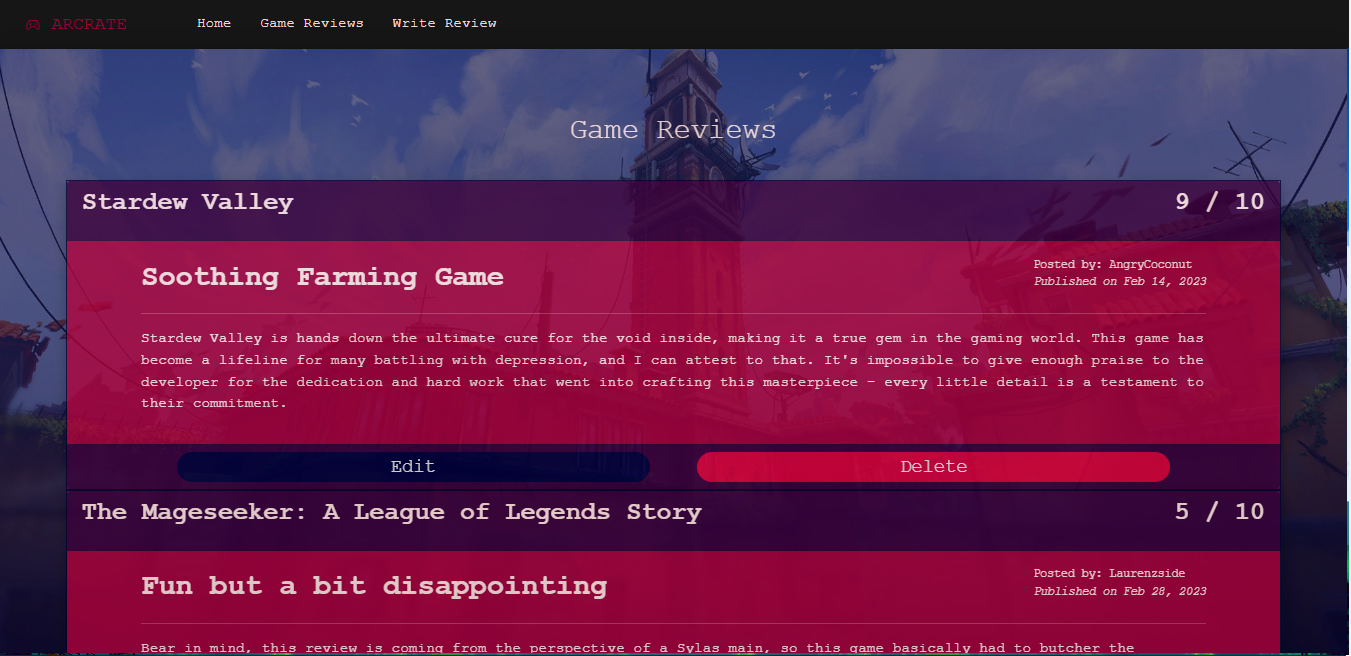 ARCRATE Home Game Reviews Write Review
Game Reviews
Stardew Valley 9 / 10
Soothing Farming Game
Posted by: AngryCoconut
Published on Feb 14, 2023
Stardew Valley is hands down the ultimate cure for the void inside, making it a true gem in the gaming world. This game has
become a lifeline for many battling with depression, and I can attest to that. It's impossible to give enough praise to the
developer for the dedication and hard work that went into crafting this masterpiece – every little detail is a testament to
their commitment.
Edit Delete
The Mageseeker: A League of Legends Story 5 / 10
Fun but a bit disappointing
Posted by: Laurenzside
Published on Feb 28, 2023
Bear in mind, this review is coming from the perspective of a Sylas main, so this game basically had to butcher the